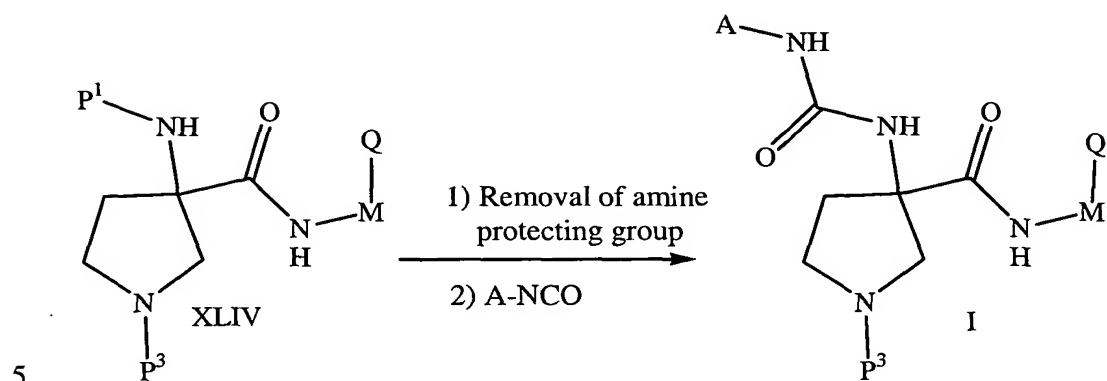 A
NH
P¹
NH
O
Q
O
NH
O
Q
M
N
H
1) Removal of amine
protecting group
M
N
H
N
XLIV
2) A-NCO
N
I
P³
P³
5